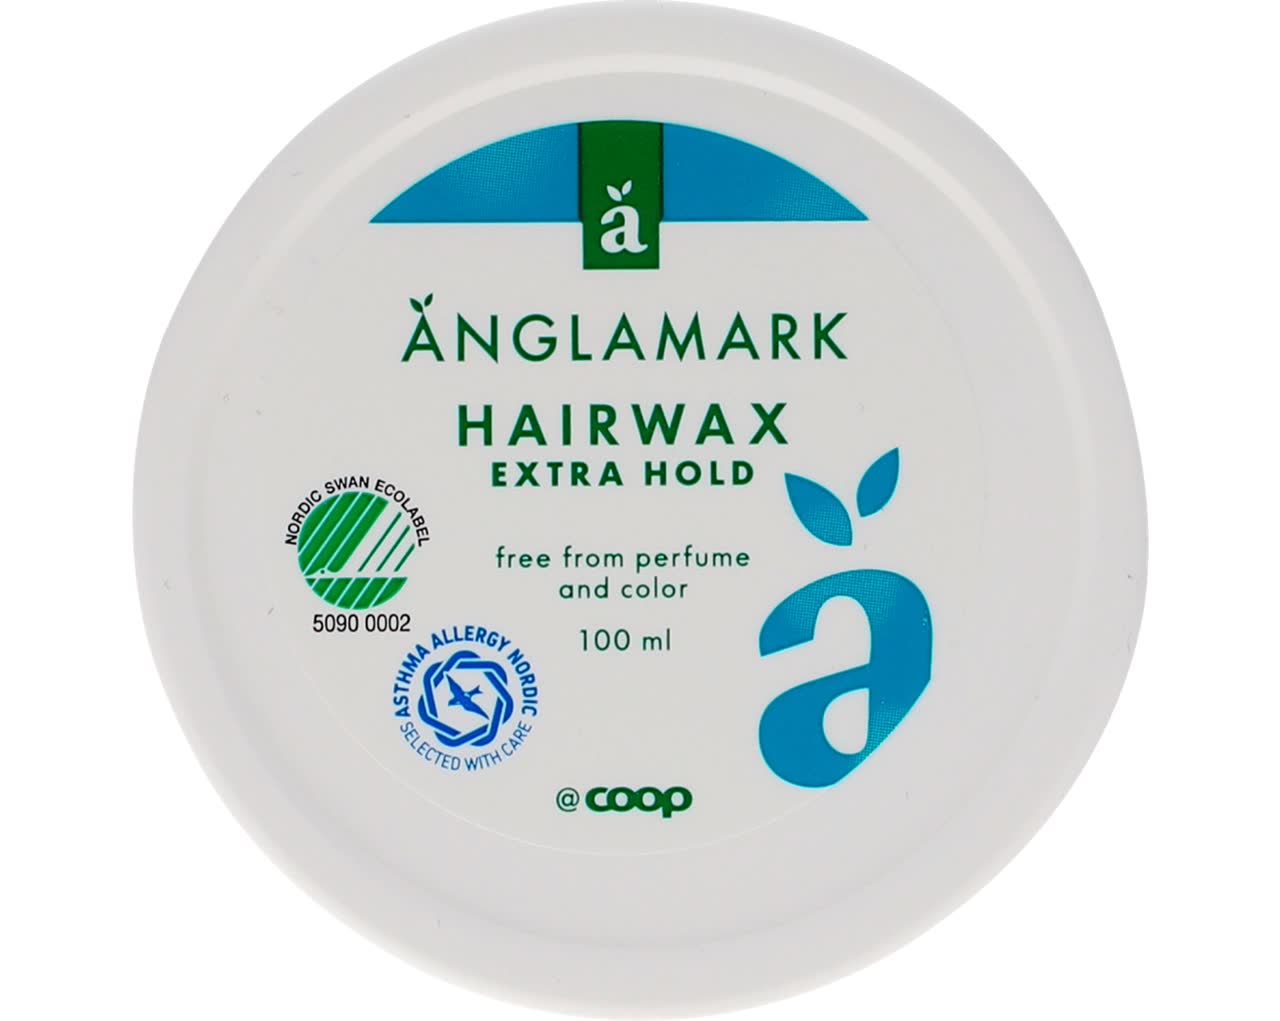 ä
ÄNGLAMARK
HAIRWAX
EXTRA HOLD
NORDIC SWAN ECOLABEL
5090 0002
free from perfume
and color
100 ml
ä
ASTHMA ALLERGY NORDIC
SELECTED WITH CARE
@ coop